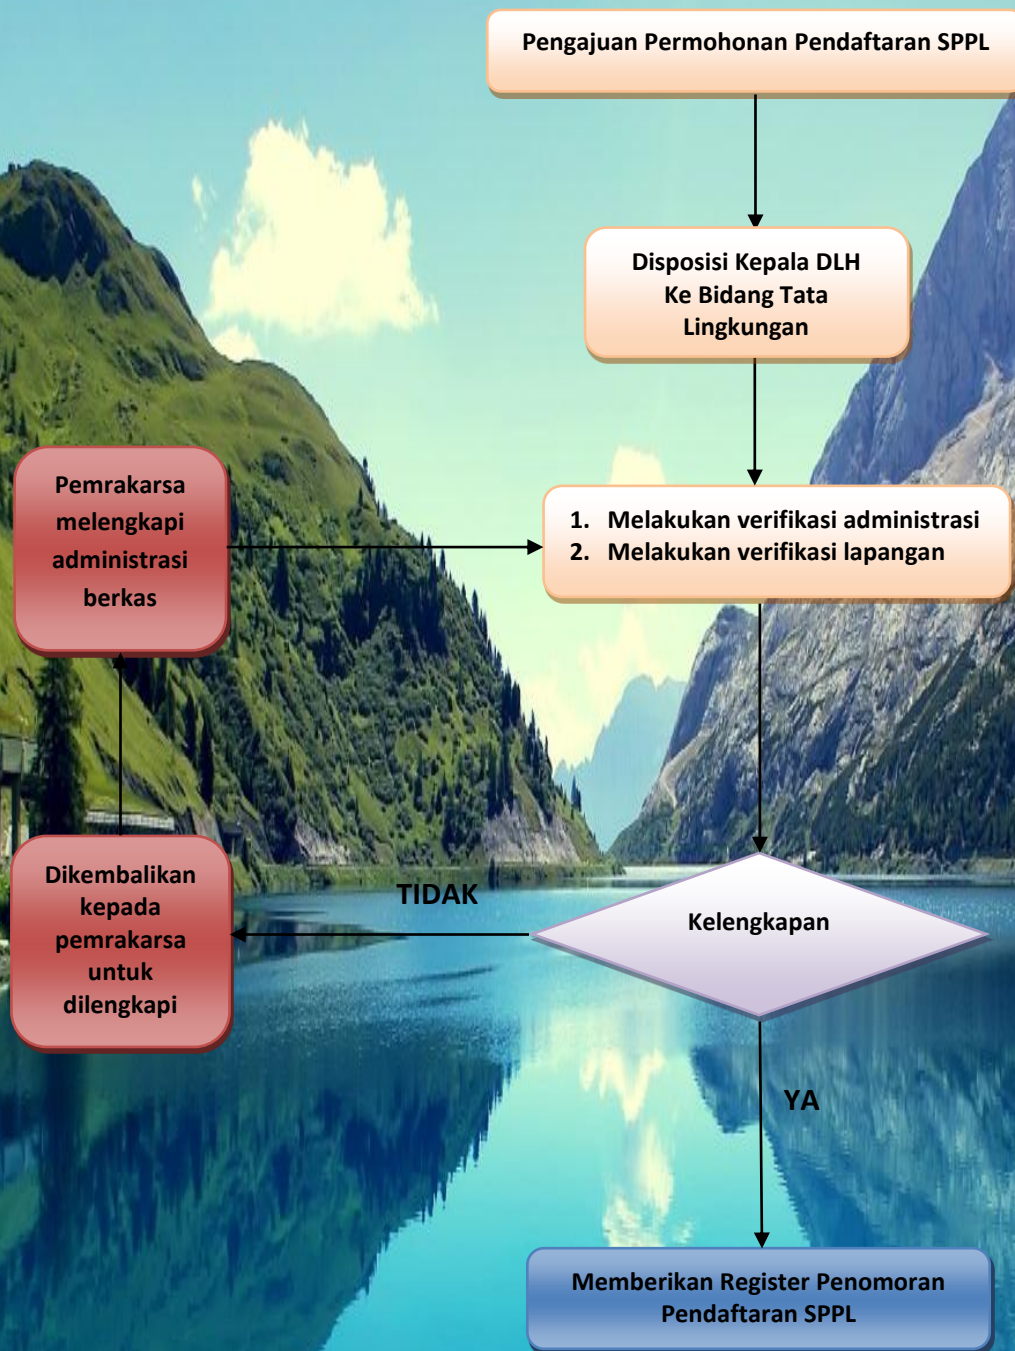 Pengajuan Permohonan Pendaftaran SPPL
Disposisi Kepala DLH
Ke Bidang Tata
Lingkungan
Pemrakarsa
melengkapi
administrasi
berkas
1. Melakukan verifikasi administrasi
2. Melakukan verifikasi lapangan
Dikembalikan
kepada
pemrakarsa
untuk
dilengkapi
TIDAK
Kelengkapan
YA
Memberikan Register Penomoran
Pendaftaran SPPL